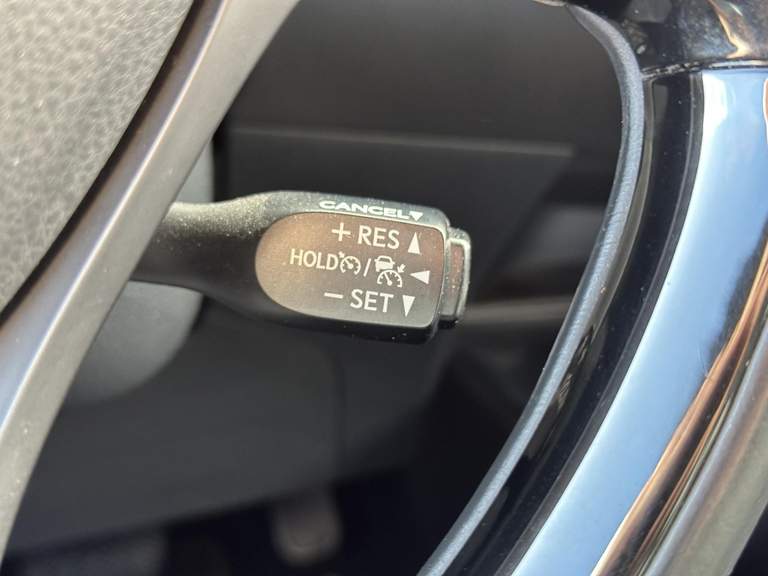 CANCEL▼
+ RES ▲
HOLD / ◀
− SET ▼